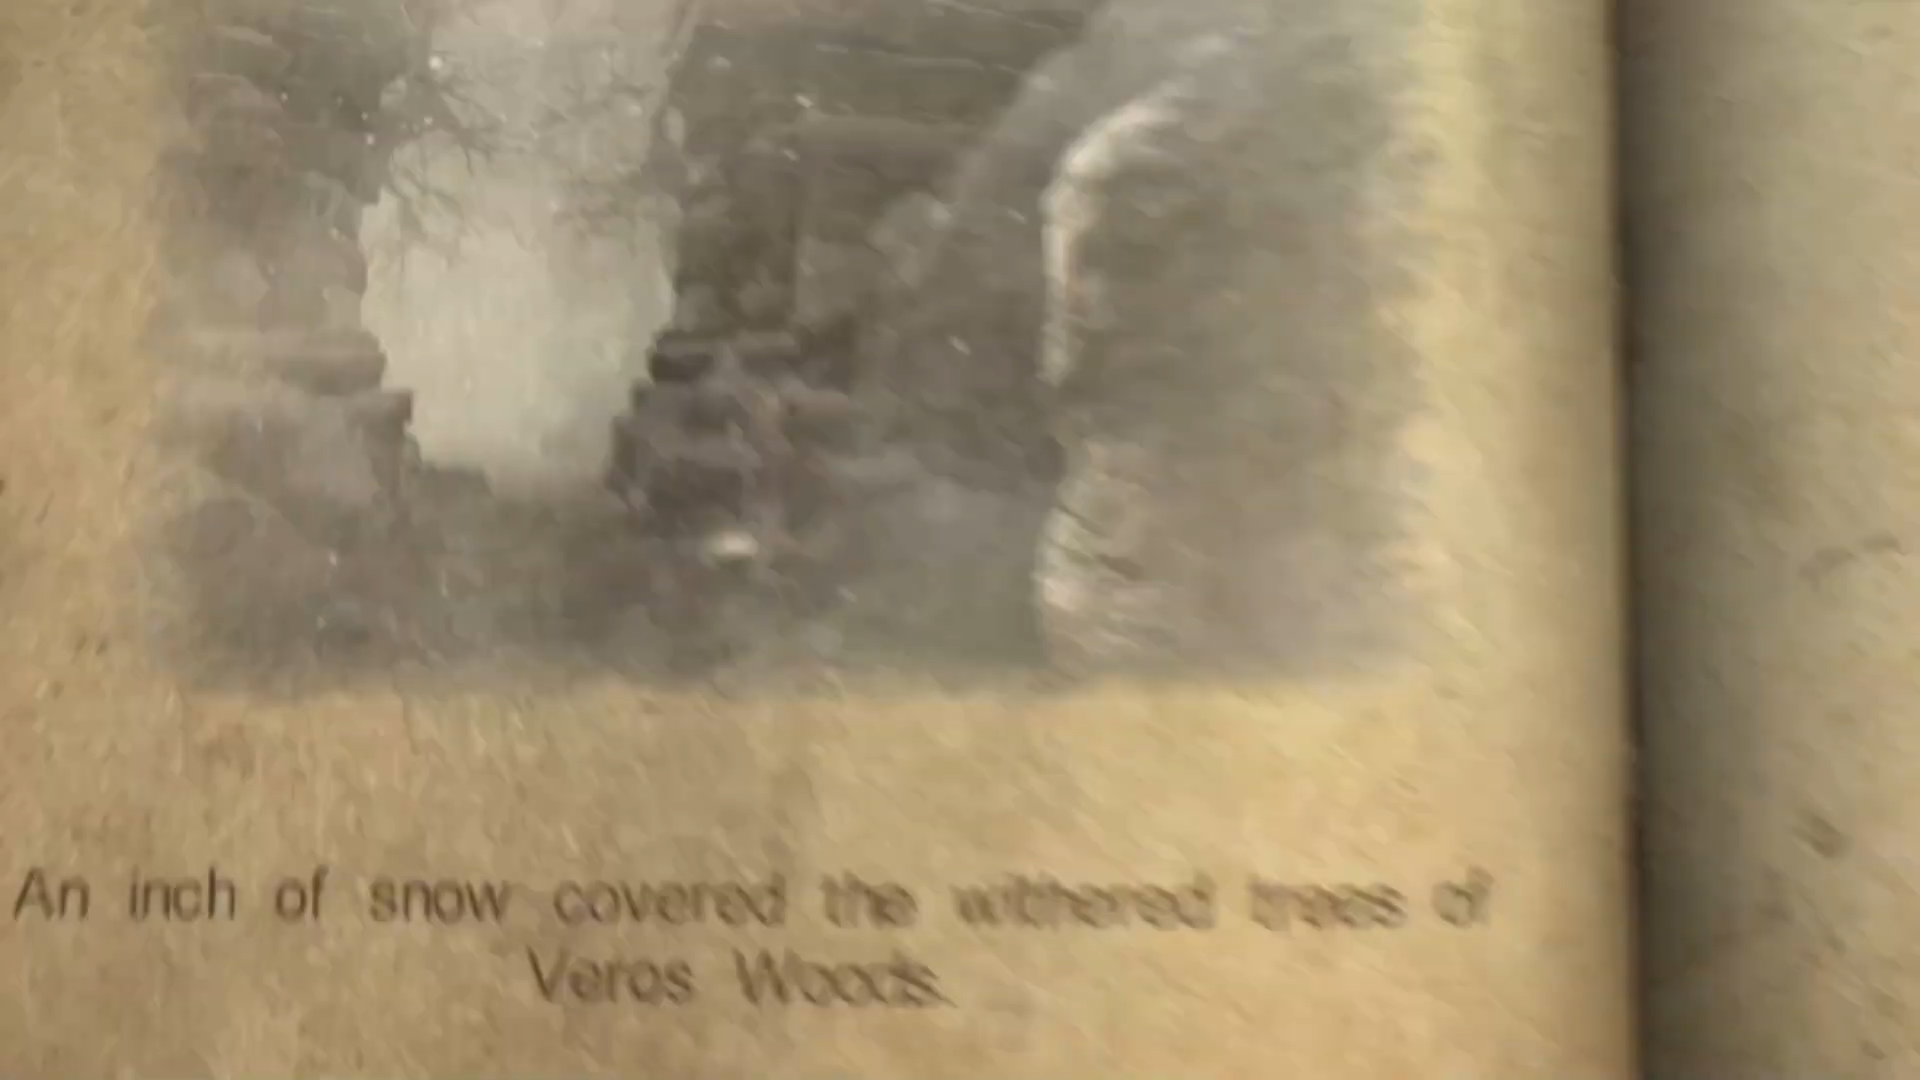 An inch of snow covered the withered trees of
Veros Woods.